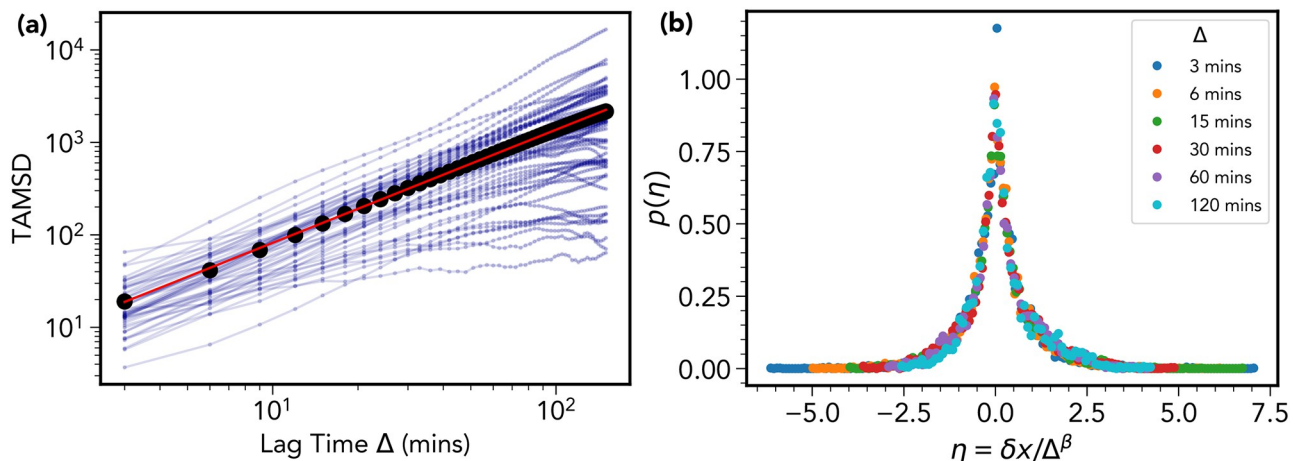 (a)
TAMSD
10⁴
10³
10²
10¹
10¹
10²
Lag Time Δ (mins)
(b)
p(η)
1.00
0.75
0.50
0.25
0.00
−5.0
−2.5
0.0
2.5
5.0
7.5
η = δx/Δᵝ
Δ
3 mins
6 mins
15 mins
30 mins
60 mins
120 mins